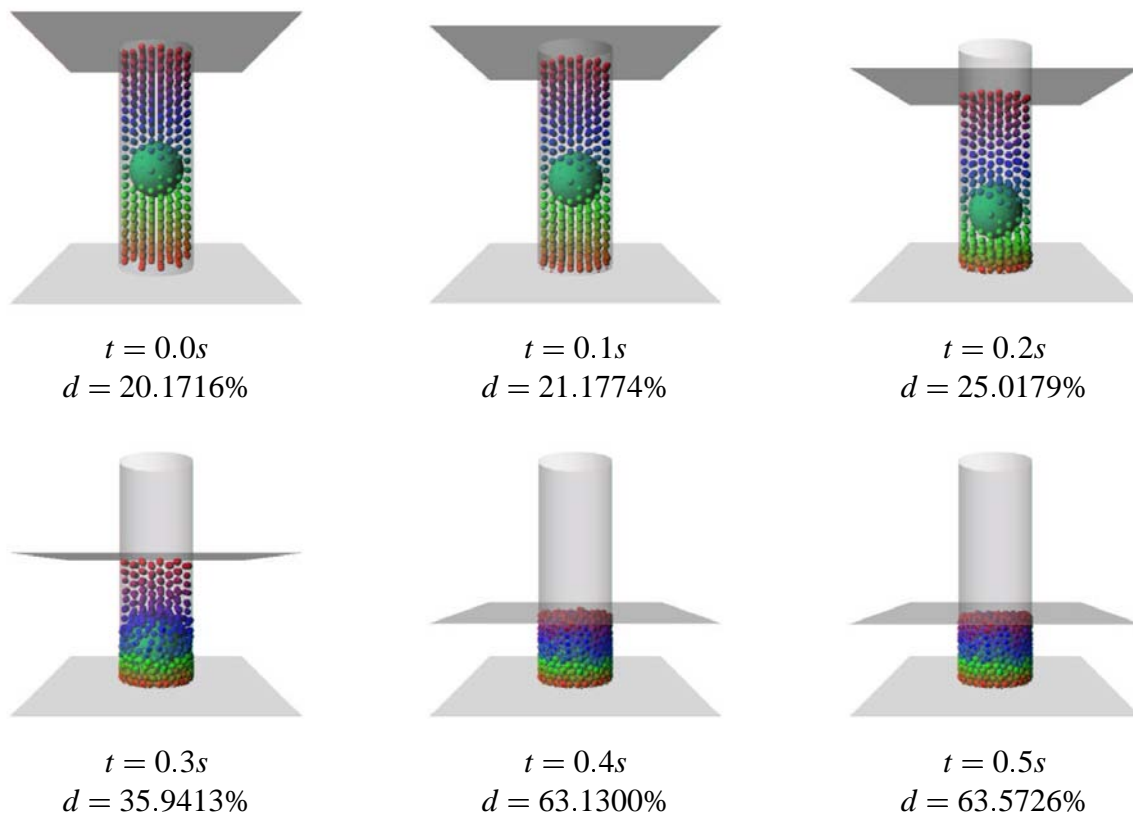 t = 0.0s
d = 20.1716%
t = 0.1s
d = 21.1774%
t = 0.2s
d = 25.0179%
t = 0.3s
d = 35.9413%
t = 0.4s
d = 63.1300%
t = 0.5s
d = 63.5726%